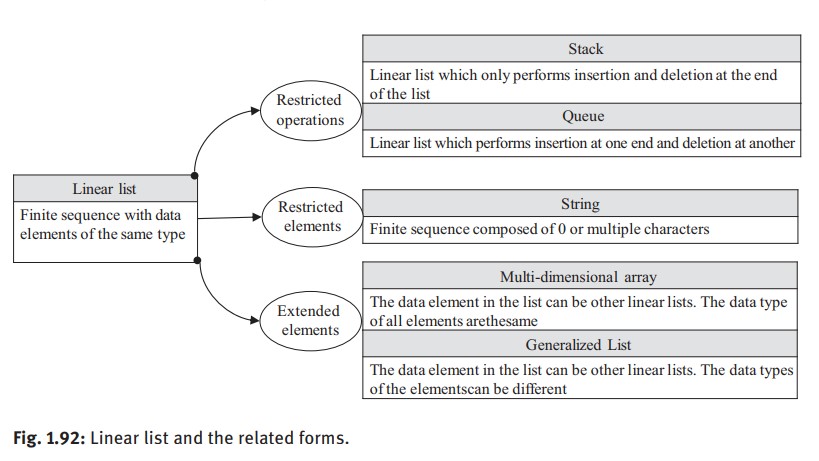 Stack
Linear list which only performs insertion and deletion at the end
of the list
Restricted
operations
Queue
Linear list which performs insertion at one end and deletion at another
Linear list
Finite sequence with data
elements of the same type
Restricted
elements
String
Finite sequence composed of 0 or multiple characters
Multi-dimensional array
The data element in the list can be other linear lists. The data type
of all elements arethesame
Extended
elements
Generalized List
The data element in the list can be other linear lists. The data types
of the elementscan be different
Fig. 1.92: Linear list and the related forms.